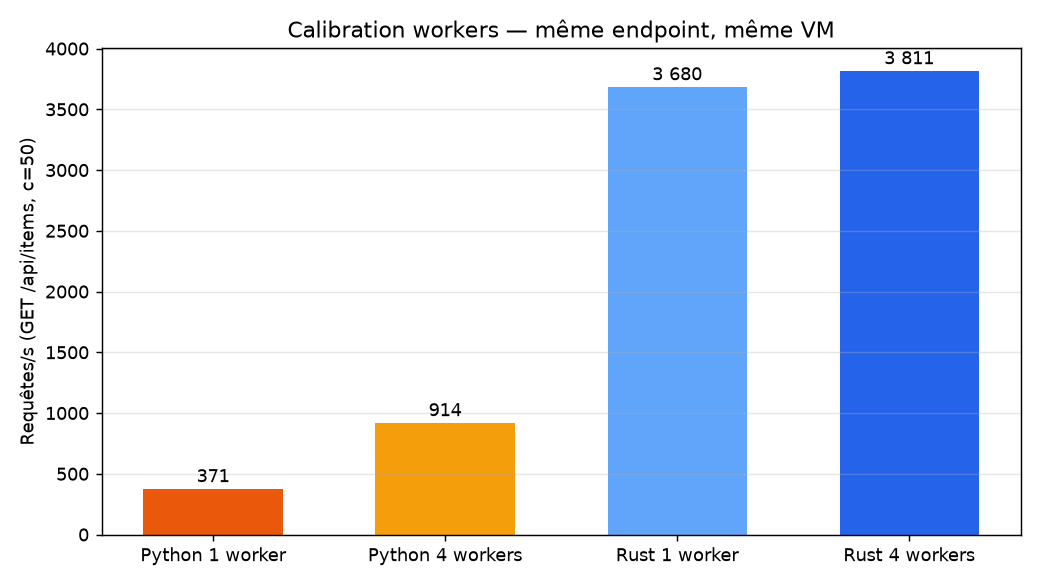 Calibration workers — même endpoint, même VM
Requêtes/s (GET /api/items, c=50)
4000
3500
3000
2500
2000
1500
1000
500
0
371
914
3 680
3 811
Python 1 worker
Python 4 workers
Rust 1 worker
Rust 4 workers